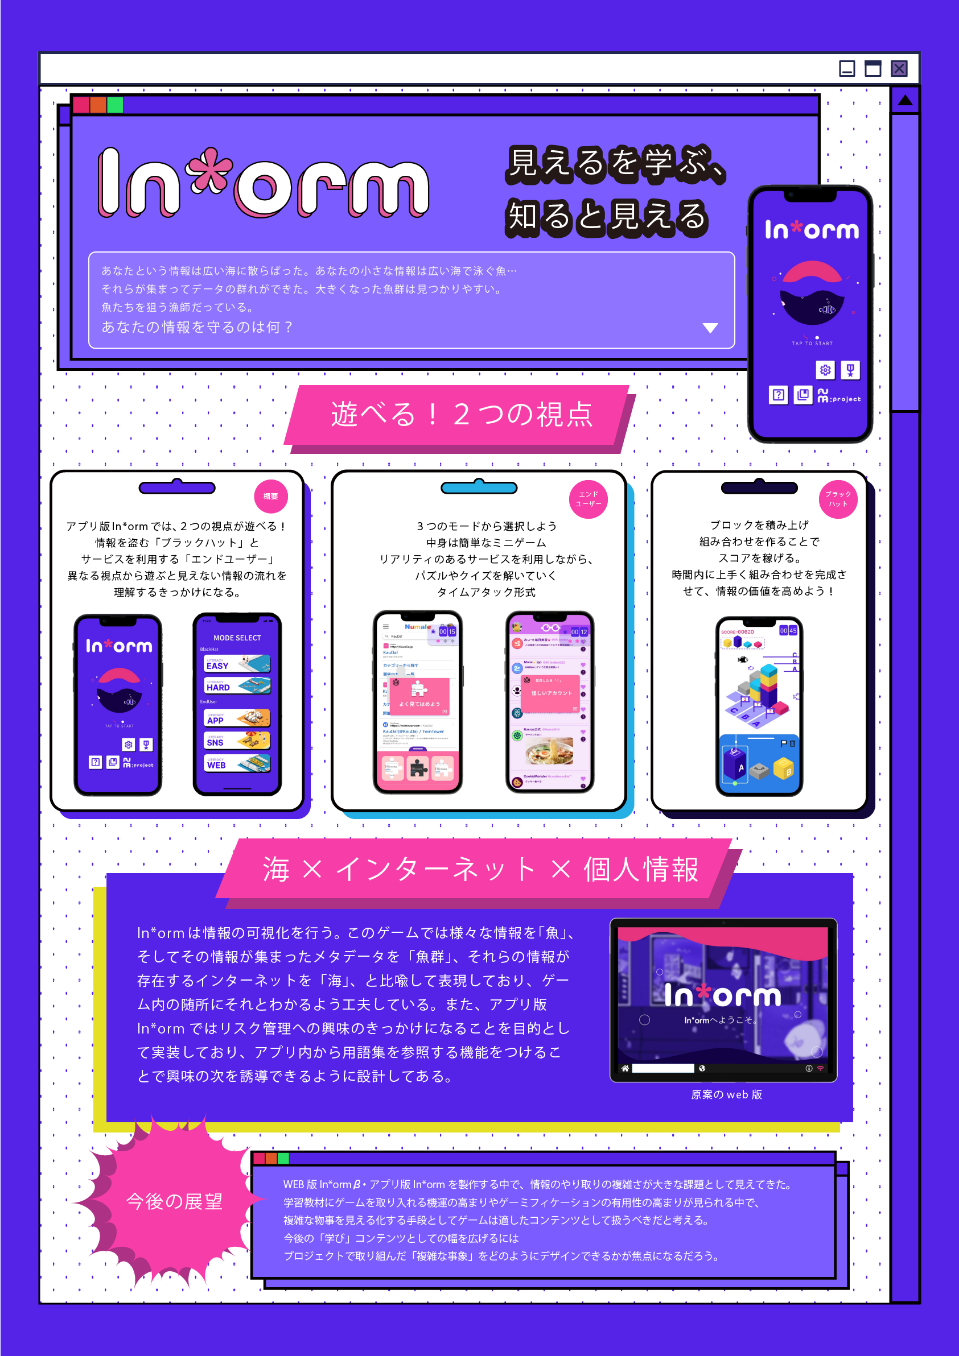 In*orm
見えるを学ぶ、
知ると見える
あなたという情報は広い海に散らばった。あなたの小さな情報は広い海で泳ぐ魚…
それらが集まってデータの群れができた。大きくなった魚群は見つかりやすい。
魚たちを狙う漁師だっている。
あなたの情報を守るのは何？
In*orm
TAP TO START
:project
遊べる！２つの視点
概要
アプリ版In*ormでは、２つの視点が遊べる！
情報を盗む「ブラックハット」と
サービスを利用する「エンドユーザー」
異なる視点から遊ぶと見えない情報の流れを
理解するきっかけになる。
In*orm
TAP TO START
:project
MODE SELECT
EASY
HARD
APP
SNS
WEB
エンド
ユーザー
３つのモードから選択しよう
中身は簡単なミニゲーム
リアリティのあるサービスを利用しながら、
パズルやクイズを解いていく
タイムアタック形式
00 15
よく見てはめよう
00 12
怪しいアカウント
ブラック
ハット
ブロックを積み上げ
組み合わせを作ることで
スコアを稼げる。
時間内に上手く組み合わせを完成さ
せて、情報の価値を高めよう！
00 45
C
B
A
C B A
A
海 × インターネット × 個人情報
In*ormは情報の可視化を行う。このゲームでは様々な情報を「魚」、
そしてその情報が集まったメタデータを「魚群」、それらの情報が
存在するインターネットを「海」、と比喩して表現しており、ゲー
ム内の随所にそれとわかるよう工夫している。また、アプリ版
In*orm ではリスク管理への興味のきっかけになることを目的とし
て実装しており、アプリ内から用語集を参照する機能をつけるこ
とで興味の次を誘導できるように設計してある。
In*orm
In*ormへようこそ。
原案の web 版
今後の展望
WEB 版 In*orm β・アプリ版 In*orm を製作する中で、情報のやり取りの複雑さが大きな課題として見えてきた。
学習教材にゲームを取り入れる機運の高まりやゲーミフィケーションの有用性の高まりが見られる中で、
複雑な物事を見える化する手段としてゲームは適したコンテンツとして扱うべきだと考える。
今後の「学び」コンテンツとしての幅を広げるには
プロジェクトで取り組んだ「複雑な事象」をどのようにデザインできるかが焦点になるだろう。